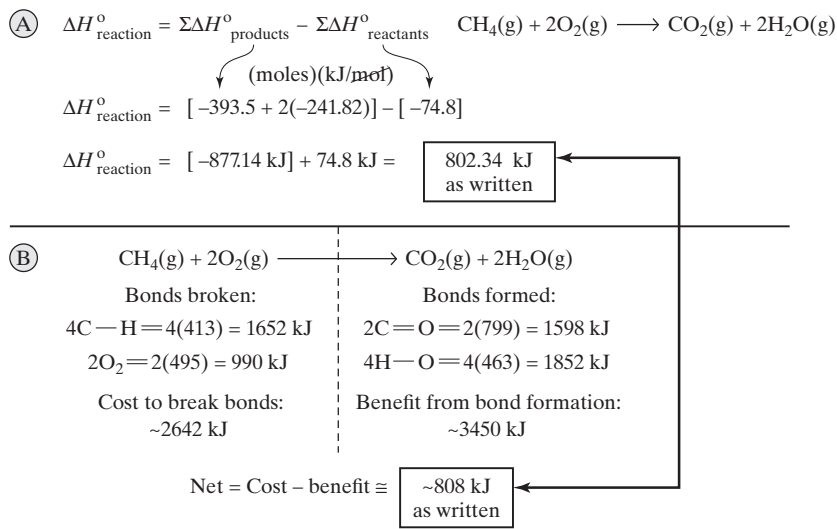 A ΔH°reaction = ΣΔH°products – ΣΔH°reactants CH₄(g) + 2O₂(g) ⟶ CO₂(g) + 2H₂O(g)
(moles)(kJ/mol)
ΔH°reaction = [ –393.5 + 2(–241.82)] – [ –74.8]
ΔH°reaction = [ –877.14 kJ] + 74.8 kJ = 802.34 kJ
as written
B CH₄(g) + 2O₂(g) ⟶ CO₂(g) + 2H₂O(g)
Bonds broken:
4C—H═4(413) = 1652 kJ
2O₂═2(495) = 990 kJ
Cost to break bonds:
~2642 kJ
Bonds formed:
2C═O═2(799) = 1598 kJ
4H—O═4(463) = 1852 kJ
Benefit from bond formation:
~3450 kJ
Net = Cost – benefit ≅ ~808 kJ
as written